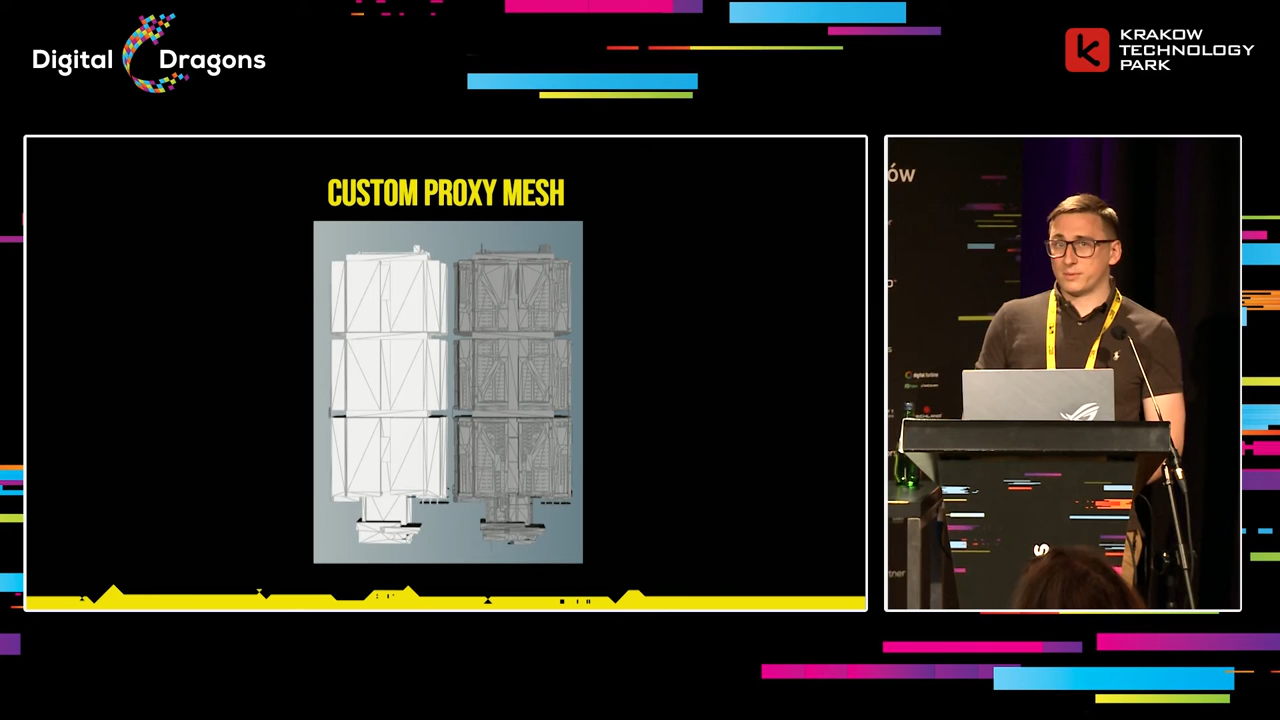 Digital Dragons
KRAKOW
TECHNOLOGY
PARK
CUSTOM PROXY MESH
ów